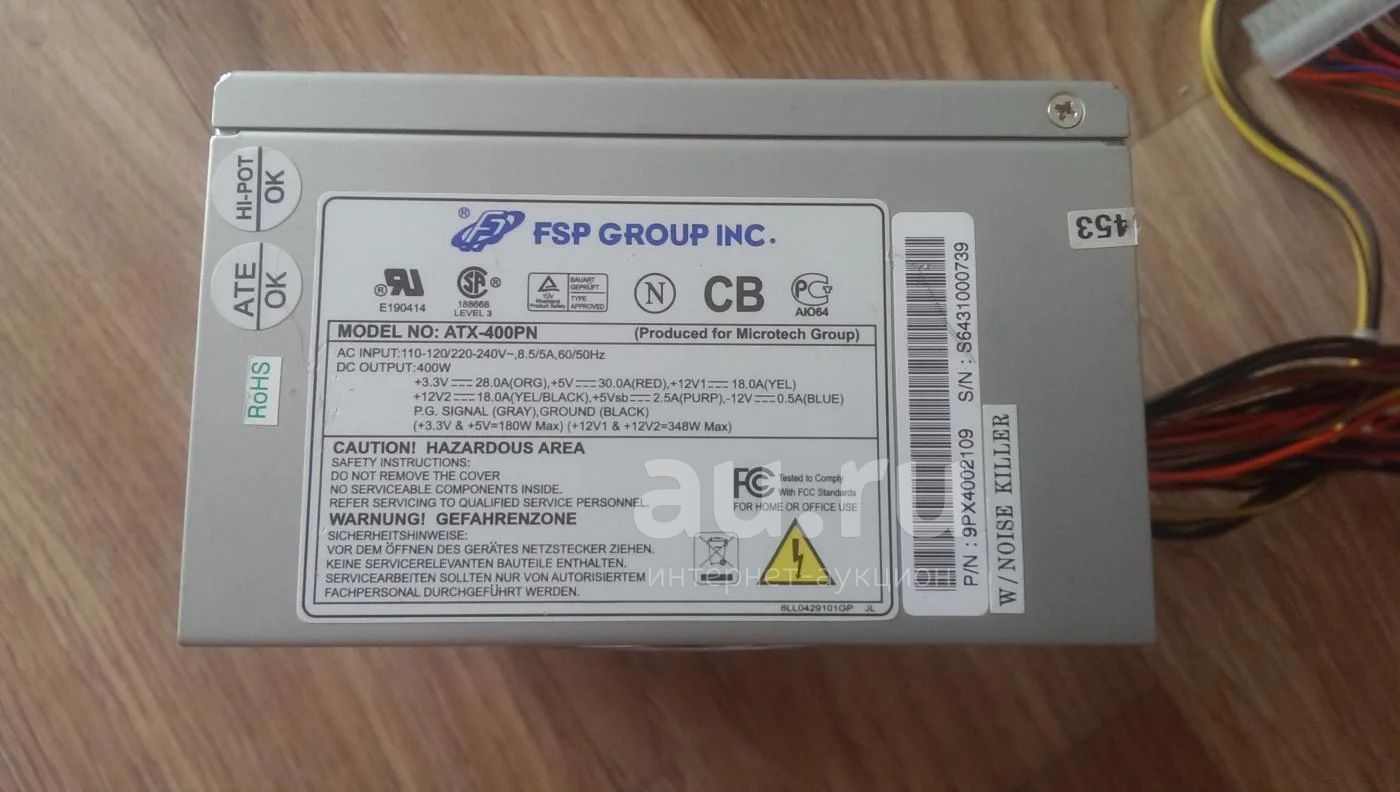 HI-POT
OK
ATE
OK
RoHS
® FSP GROUP INC.
® RU
E190414
SA ®
188668
LEVEL 3
TÜV
Rheinland
Product Safety
BAUART
GEPRÜFT
TYPE
APPROVED
N
CB
AIO64
MODEL NO: ATX-400PN (Produced for Microtech Group)
AC INPUT:110-120/220-240V~,8.5/5A,60/50Hz
DC OUTPUT:400W
+3.3V⎓28.0A(ORG),+5V⎓30.0A(RED),+12V1⎓18.0A(YEL)
+12V2⎓18.0A(YEL/BLACK),+5Vsb⎓2.5A(PURP),-12V⎓0.5A(BLUE)
P.G. SIGNAL (GRAY),GROUND (BLACK)
(+3.3V & +5V=180W Max) (+12V1 & +12V2=348W Max)
CAUTION! HAZARDOUS AREA
SAFETY INSTRUCTIONS:
DO NOT REMOVE THE COVER
NO SERVICEABLE COMPONENTS INSIDE.
REFER SERVICING TO QUALIFIED SERVICE PERSONNEL.
WARNUNG! GEFAHRENZONE
SICHERHEITSHINWEISE:
VOR DEM ÖFFNEN DES GERÄTES NETZSTECKER ZIEHEN.
KEINE SERVICERELEVANTEN BAUTEILE ENTHALTEN.
SERVICEARBEITEN SOLLTEN NUR VON AUTORISIERTEM
FACHPERSONAL DURCHGEFÜHRT WERDEN.
FC Tested to Comply
With FCC Standards
FOR HOME OR OFFICE USE
6LL0429101GP JL
P/N : 9PX4002109 S/N : S6431000739
W/NOISE KILLER
453
au.ru
интернет-аукцион